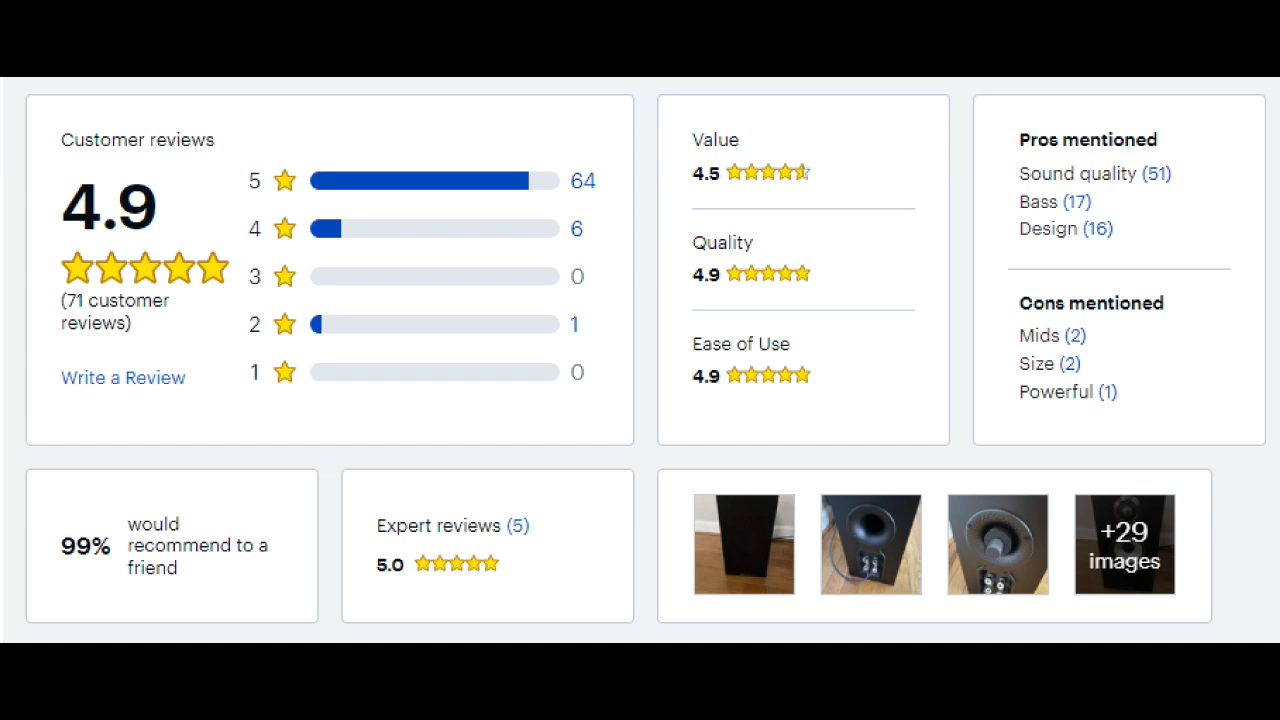 Customer reviews
4.9
(71 customer
reviews)
Write a Review
5 64
4 6
3 0
2 1
1 0
Value
4.5
Quality
4.9
Ease of Use
4.9
Pros mentioned
Sound quality (51)
Bass (17)
Design (16)
Cons mentioned
Mids (2)
Size (2)
Powerful (1)
99%
would
recommend to a
friend
Expert reviews (5)
5.0
+29
images